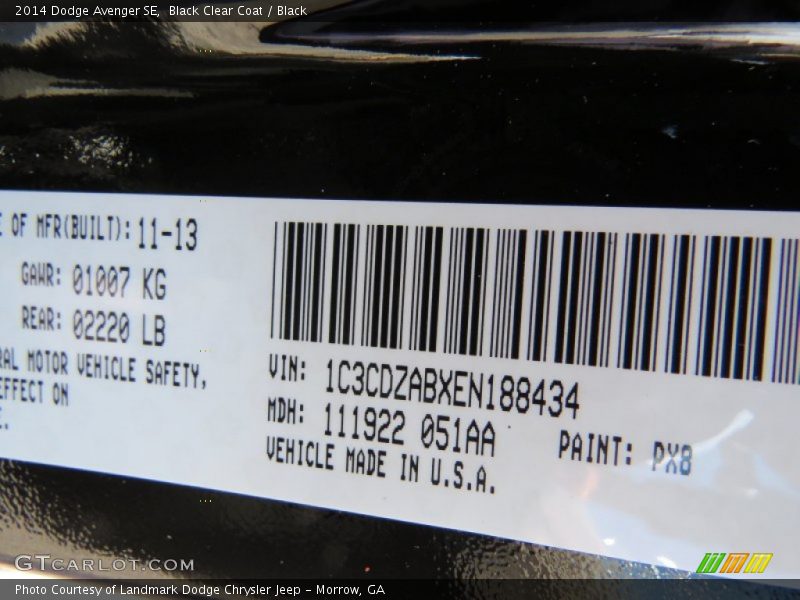 2014 Dodge Avenger SE, Black Clear Coat / Black
E OF MFR(BUILT): 11-13
GAWR: 01007 KG
REAR: 02220 LB
RAL MOTOR VEHICLE SAFETY,
EFFECT ON
VIN: 1C3CDZABXEN188434
MDH: 111922 051AA
PAINT: PX8
VEHICLE MADE IN U.S.A.
GTCARLOT.COM
Photo Courtesy of Landmark Dodge Chrysler Jeep – Morrow, GA